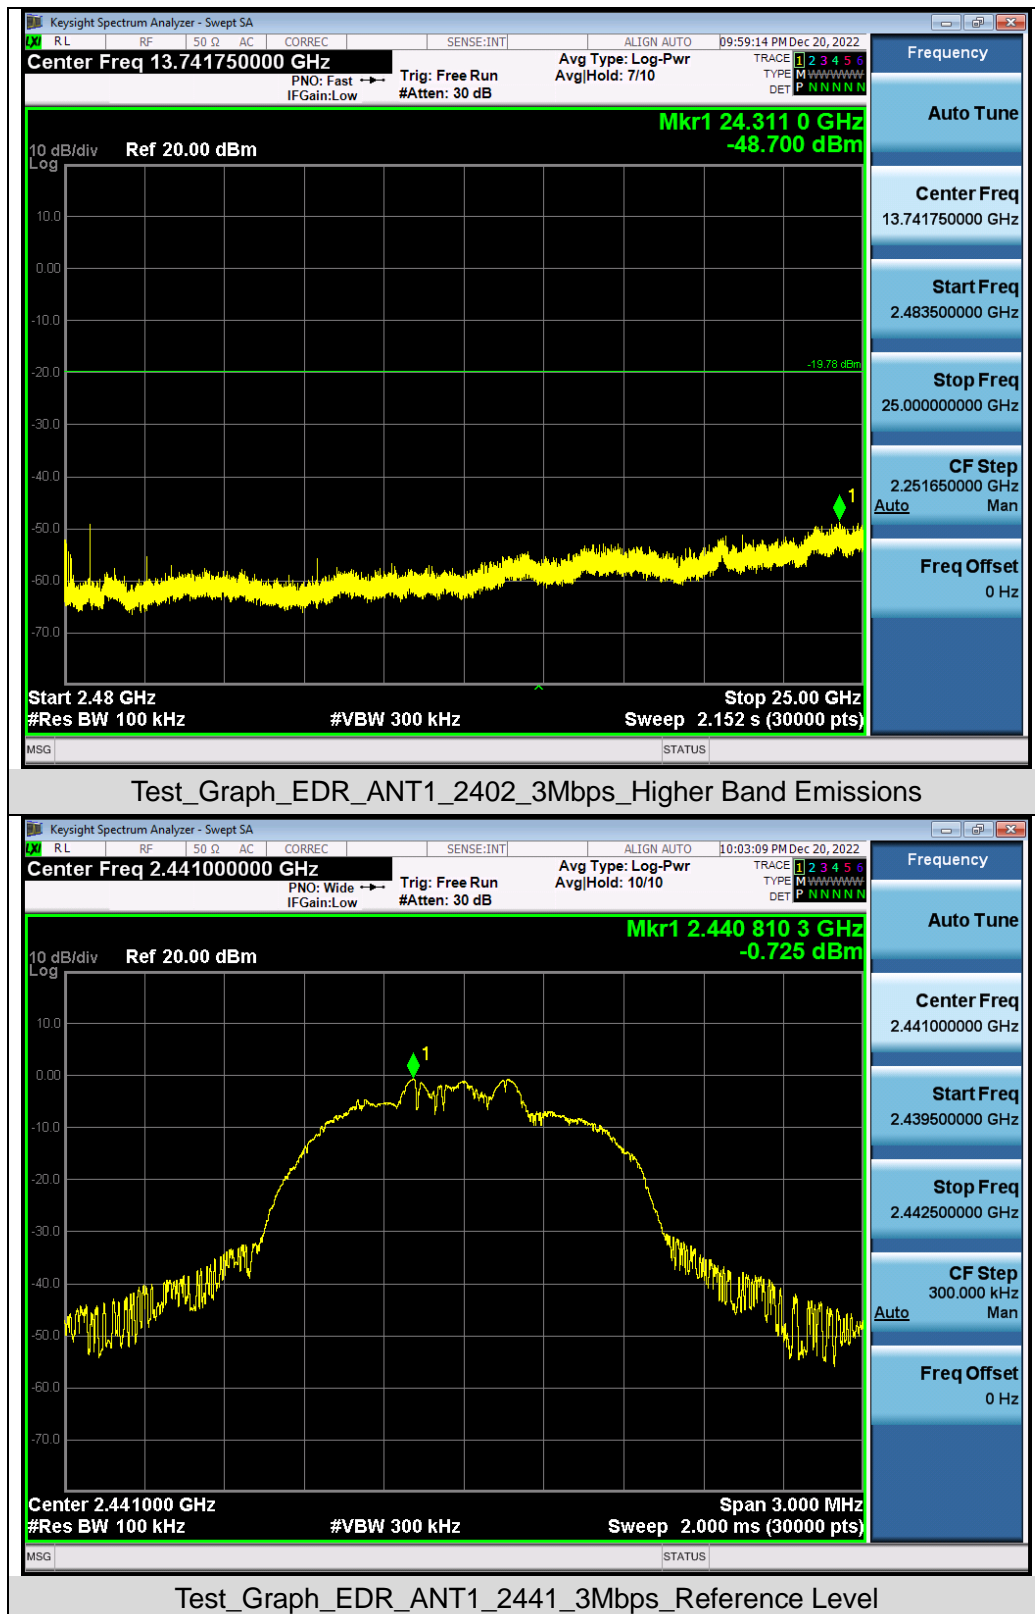 Keysight Spectrum Analyzer - Swept SA
LXI RL RF 50 Ω AC CORREC SENSE:INT ALIGN AUTO 09:59:14 PM Dec 20, 2022
Center Freq 13.741750000 GHz
PNO: Fast
IFGain:Low
Trig: Free Run
#Atten: 30 dB
Avg Type: Log-Pwr
Avg|Hold: 7/10
TRACE 1 2 3 4 5 6
TYPE M WWWWW
DET P N N N N N
Mkr1 24.311 0 GHz
-48.700 dBm
10 dB/div Ref 20.00 dBm
Log
10.0
0.00
-10.0
-19.78 dBm
-20.0
-30.0
-40.0
1
-50.0
-60.0
-70.0
Start 2.48 GHz Stop 25.00 GHz
#Res BW 100 kHz #VBW 300 kHz Sweep 2.152 s (30000 pts)
MSG STATUS
Frequency
Auto Tune
Center Freq
13.741750000 GHz
Start Freq
2.483500000 GHz
Stop Freq
25.000000000 GHz
CF Step
2.251650000 GHz
Auto Man
Freq Offset
0 Hz
Test_Graph_EDR_ANT1_2402_3Mbps_Higher Band Emissions
Keysight Spectrum Analyzer - Swept SA
LXI RL RF 50 Ω AC CORREC SENSE:INT ALIGN AUTO 10:03:09 PM Dec 20, 2022
Center Freq 2.441000000 GHz
PNO: Wide
IFGain:Low
Trig: Free Run
#Atten: 30 dB
Avg Type: Log-Pwr
Avg|Hold: 10/10
TRACE 1 2 3 4 5 6
TYPE M WWWWW
DET P N N N N N
Mkr1 2.440 810 3 GHz
-0.725 dBm
10 dB/div Ref 20.00 dBm
Log
10.0
1
0.00
-10.0
-20.0
-30.0
-40.0
-50.0
-60.0
-70.0
Center 2.441000 GHz Span 3.000 MHz
#Res BW 100 kHz #VBW 300 kHz Sweep 2.000 ms (30000 pts)
MSG STATUS
Frequency
Auto Tune
Center Freq
2.441000000 GHz
Start Freq
2.439500000 GHz
Stop Freq
2.442500000 GHz
CF Step
300.000 kHz
Auto Man
Freq Offset
0 Hz
Test_Graph_EDR_ANT1_2441_3Mbps_Reference Level